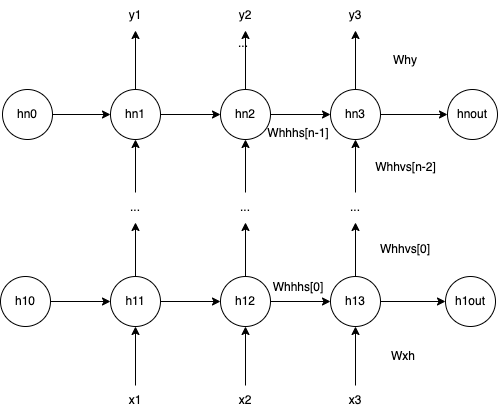 y1 y2 y3
...
Why
hn0 hn1 hn2 hn3 hnout
Whhhs[n-1]
Whhvs[n-2]
... ... ...
Whhvs[0]
Whhhs[0]
h10 h11 h12 h13 h1out
Wxh
x1 x2 x3